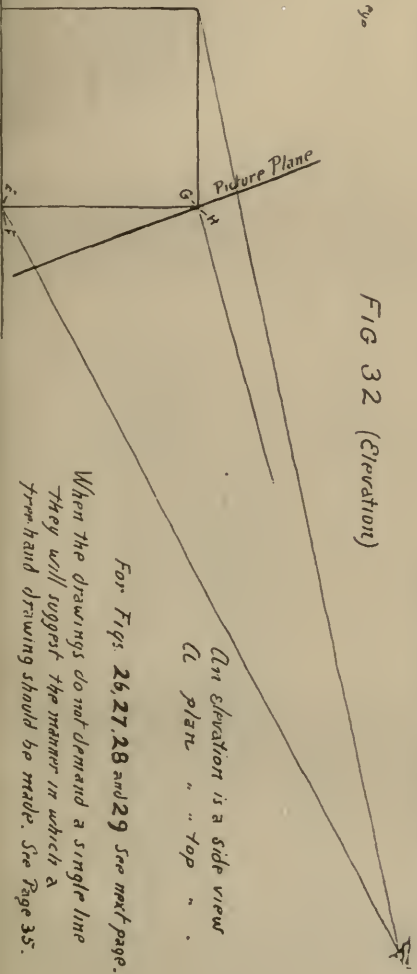 FIG 32 (Elevation)
Picture Plane
G
H
E
F
An Elevation is a side view
A plan " " top " .
For Figs. 26, 27, 28 and 29 See next page.
When the drawings do not demand a single line
they will suggest the manner in which a
free-hand drawing should be made. See Page 35.